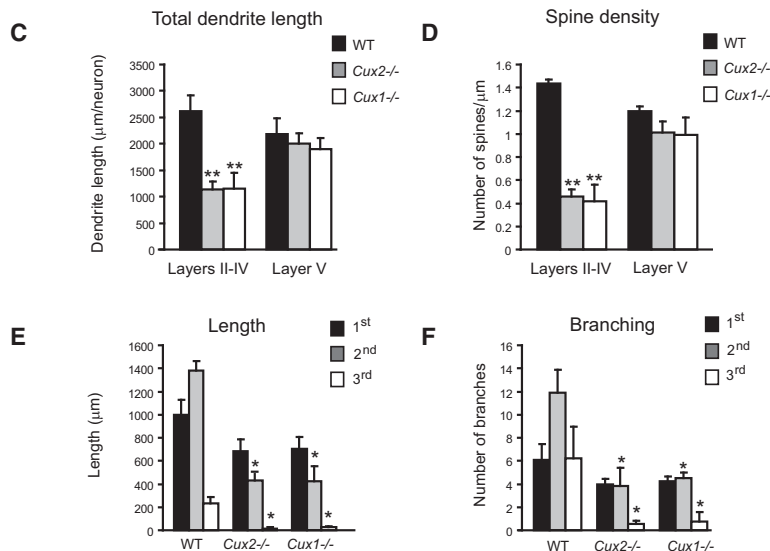 C
Total dendrite length
WT
Cux2-/-
Cux1-/-
Dendrite length (μm/neuron)
3500
3000
2500
2000
1500
1000
500
0
** **
Layers II-IV
Layer V
D
Spine density
WT
Cux2-/-
Cux1-/-
Number of spines/μm
1.6
1.4
1.2
1
0.8
0.6
0.4
0.2
0
** **
Layers II-IV
Layer V
E
Length
1st
2nd
3rd
Length (μm)
1600
1400
1200
1000
800
600
400
200
0
* * * *
WT
Cux2-/-
Cux1-/-
F
Branching
1st
2nd
3rd
Number of branches
16
14
12
10
8
6
4
2
0
* * * *
WT
Cux2-/-
Cux1-/-